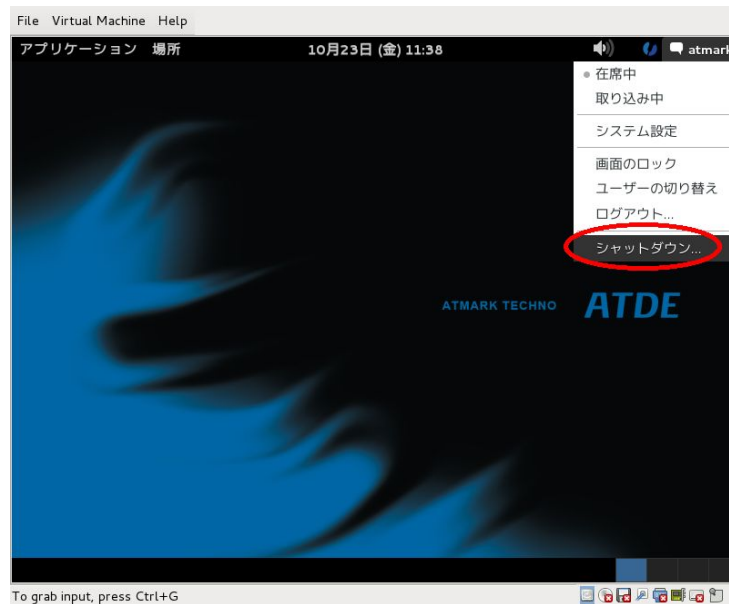 File Virtual Machine Help
アプリケーション 場所 10月23日 (金) 11:38 atmark
在席中
取り込み中
システム設定
画面のロック
ユーザーの切り替え
ログアウト...
シャットダウン...
ATMARK TECHNO ATDE
To grab input, press Ctrl+G